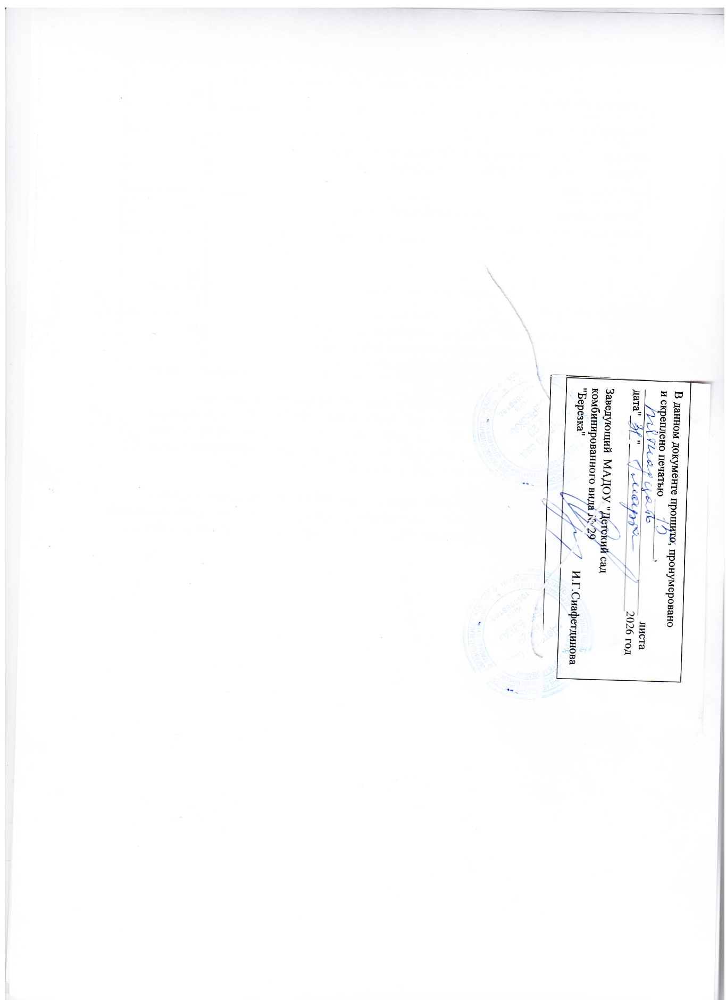 В данном документе прошито, пронумеровано
и скреплено печатью 15,
пятнадцать листа
дата" 31 " марта 2026 год
Заведующий МАДОУ "Детский сад
комбинированного вида № 29
"Березка" И.Г.Сиафетдинова